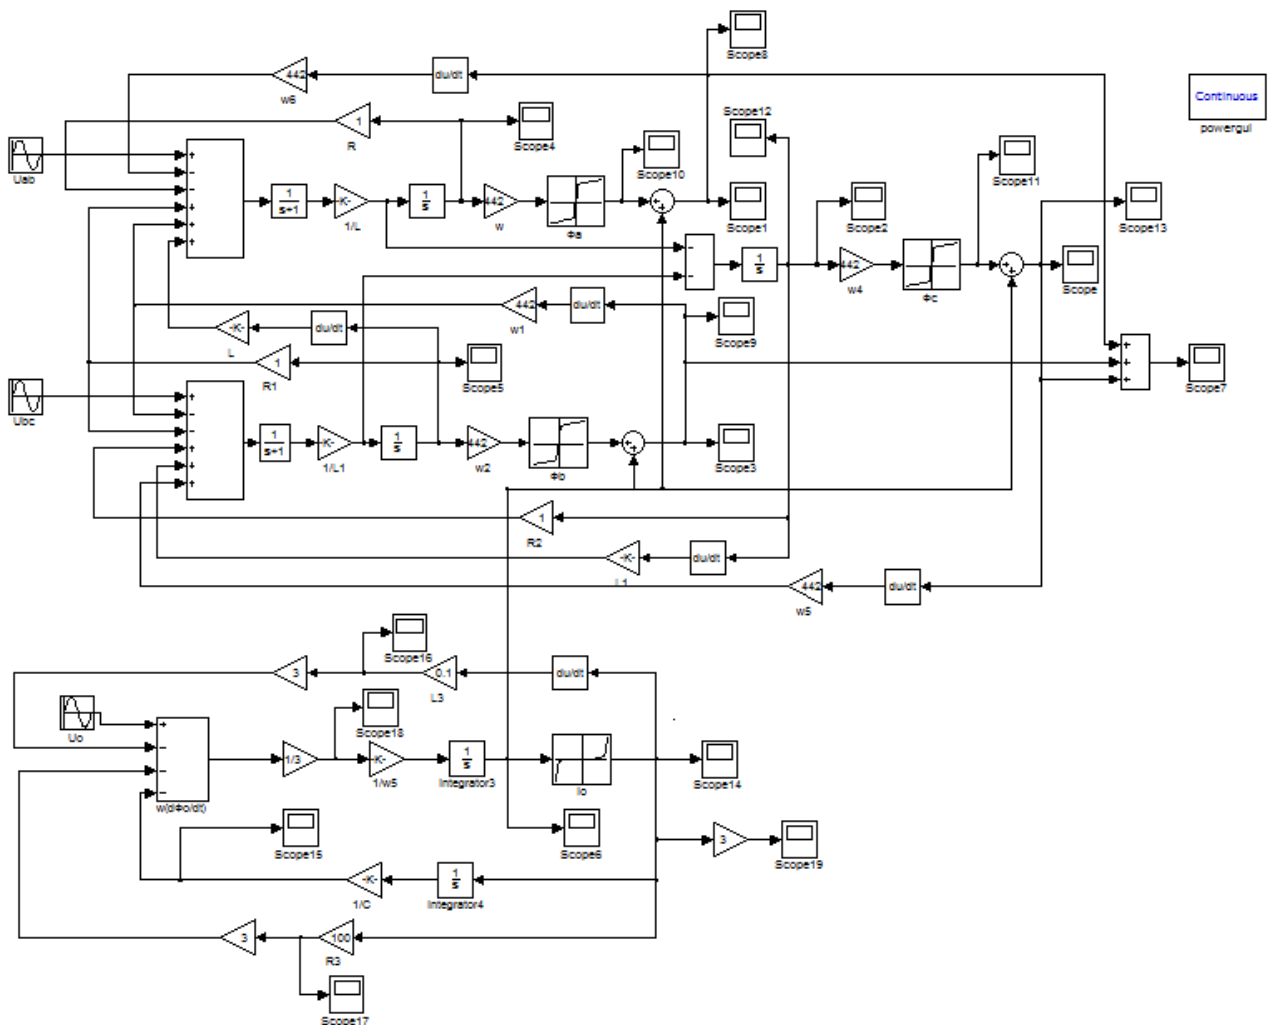 Scope8
du/dt
442
w6
Continuous
powergui
Scope12
1
R
Scope4
Scope10
Scope11
Uab
+
−
−
+
+
+
1
s+1
-K-
1/L
1
s
442
w
Фа
+
+
Scope1
Scope2
Scope13
−
−
1
s
442
w4
Фс
+
+
Scope
442
w1
du/dt
Scope9
-K-
L
du/dt
1
R1
Scope5
+
+
+
Scope7
Ubc
+
−
−
+
+
+
1
s+1
-K-
1/L1
1
s
442
w2
Фb
+
+
Scope3
1
R2
-K-
L1
du/dt
442
w5
du/dt
Scope16
3
0.1
L3
du/dt
Uo
Scope18
+
−
−
−
w(dФо/dt)
1/3
-K-
1/w5
1
s
Integrator3
Io
Scope14
Scope15
Scope6
3
Scope19
-K-
1/C
1
s
Integrator4
3
100
R3
Scope17